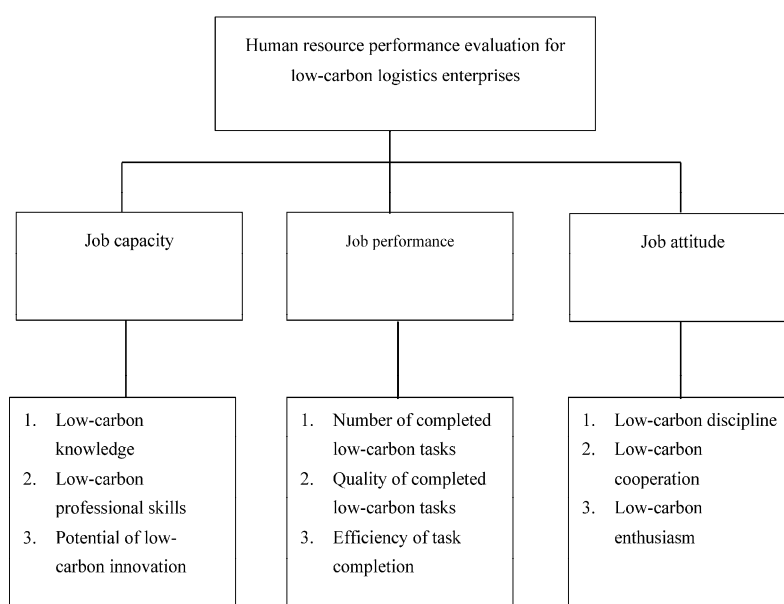 Human resource performance evaluation for
low-carbon logistics enterprises
Job capacity
Job performance
Job attitude
1. Low-carbon
knowledge
2. Low-carbon
professional skills
3. Potential of low-
carbon innovation
1. Number of completed
low-carbon tasks
2. Quality of completed
low-carbon tasks
3. Efficiency of task
completion
1. Low-carbon discipline
2. Low-carbon
cooperation
3. Low-carbon
enthusiasm